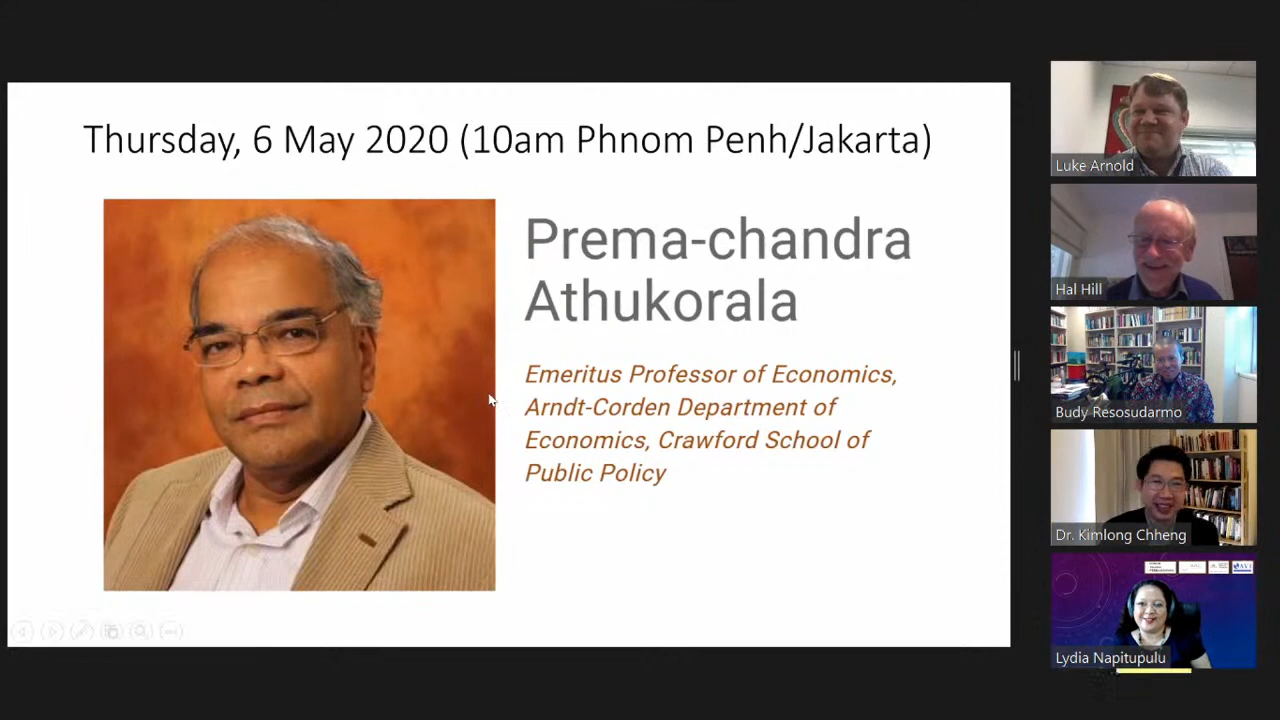 Thursday, 6 May 2020 (10am Phnom Penh/Jakarta)
Prema-chandra
Athukorala
Emeritus Professor of Economics,
Arndt-Corden Department of
Economics, Crawford School of
Public Policy
Luke Arnold
Hal Hill
Budy Resosudarmo
Dr. Kimlong Chheng
AVI
Lydia Napitupulu